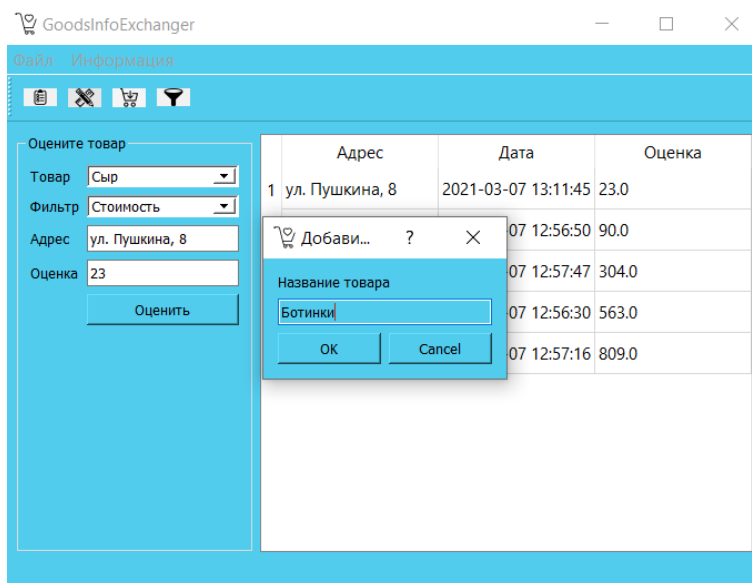 GoodsInfoExchanger
Файл Информация
Оцените товар
Товар Сыр
Фильтр Стоимость
Адрес ул. Пушкина, 8
Оценка 23
Оценить
Адрес Дата Оценка
1 ул. Пушкина, 8 2021-03-07 13:11:45 23.0
-07 12:56:50 90.0
-07 12:57:47 304.0
-07 12:56:30 563.0
-07 12:57:16 809.0
Добави... ?
Название товара
Ботинки
OK Cancel